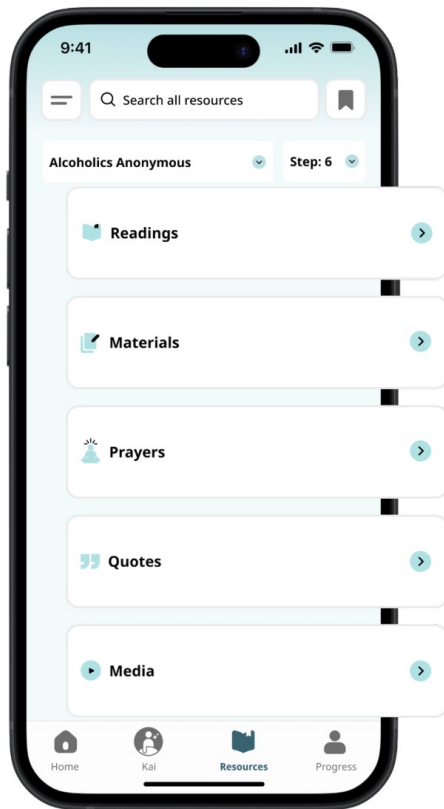 9:41
Search all resources
Alcoholics Anonymous
Step: 6
Readings
Materials
Prayers
Quotes
Media
Home
Kai
Resources
Progress